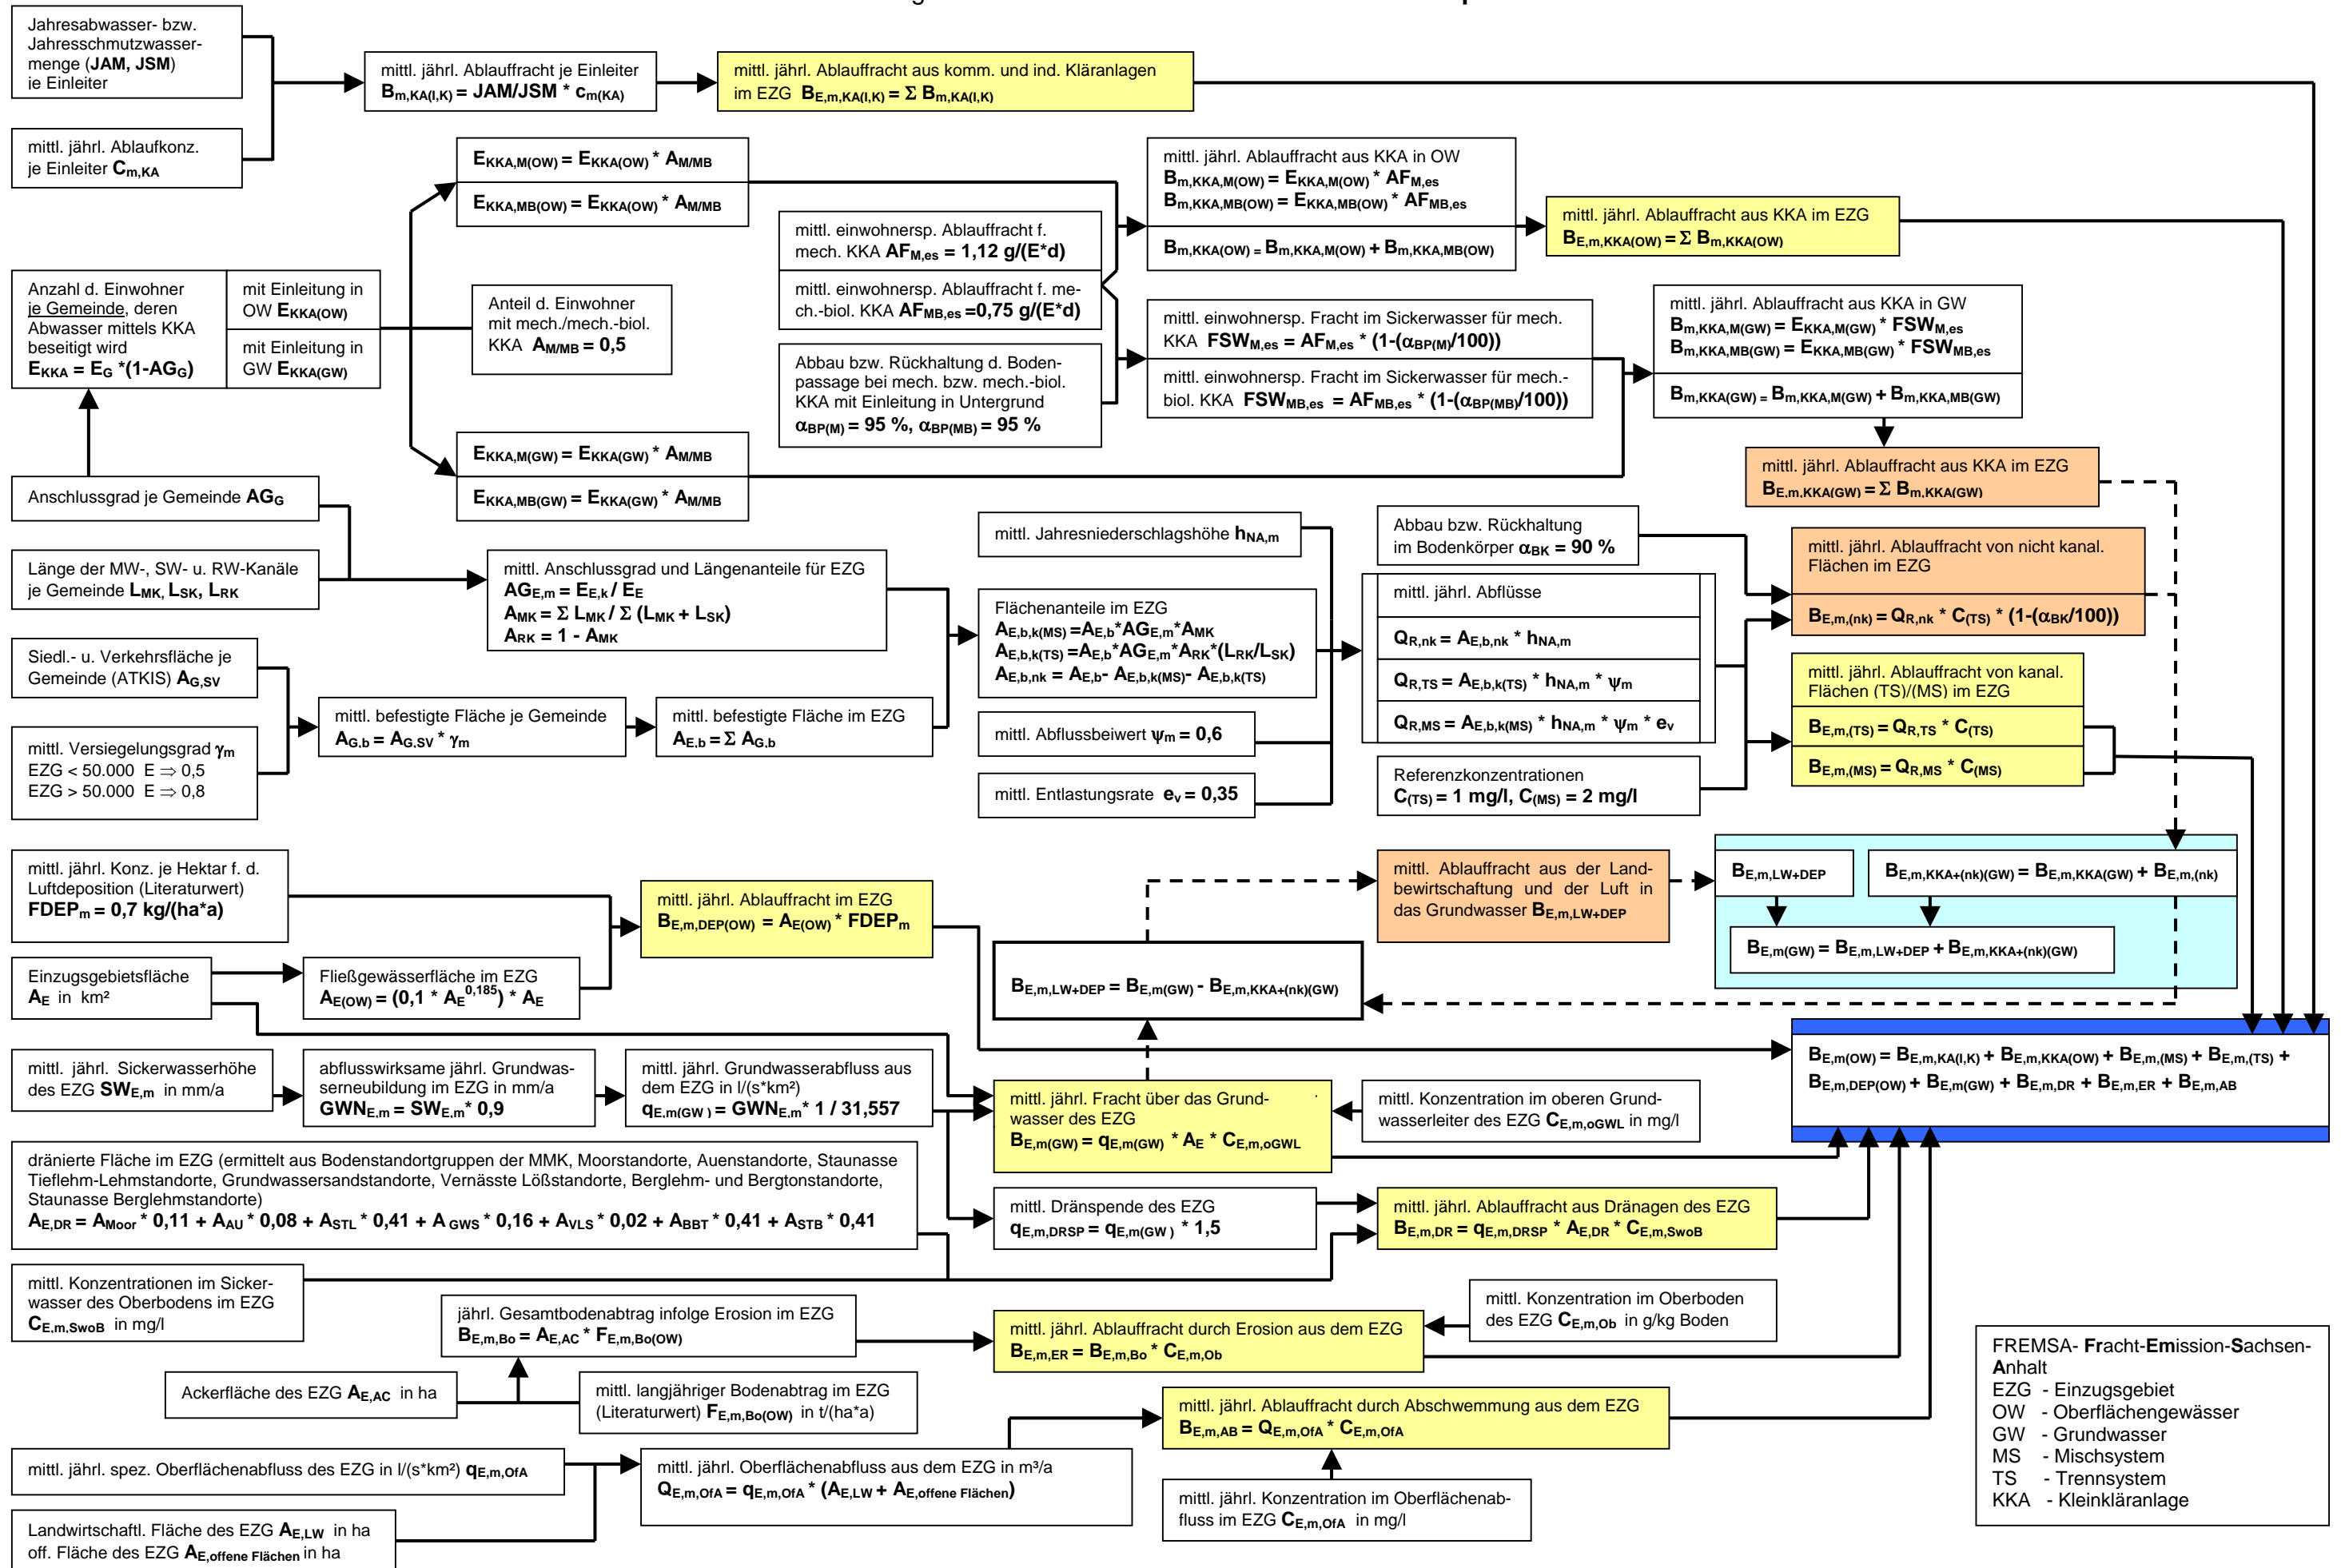 Jahresabwasser- bzw.
Jahresschmutzwasser-
menge (JAM, JSM)
je Einleiter
mittl. jährl. Ablaufkonz.
je Einleiter Cm,KA
mittl. jährl. Ablauffracht je Einleiter
Bm,KA(I,K) = JAM/JSM * cm(KA)
mittl. jährl. Ablauffracht aus komm. und ind. Kläranlagen
im EZG BE,m,KA(I,K) = Σ Bm,KA(I,K)
EKKA,M(OW) = EKKA(OW) * AM/MB
EKKA,MB(OW) = EKKA(OW) * AM/MB
mittl. einwohnersp. Ablauffracht f.
mech. KKA AFM,es = 1,12 g/(E*d)
mittl. einwohnersp. Ablauffracht f. me-
ch.-biol. KKA AFMB,es =0,75 g/(E*d)
mittl. jährl. Ablauffracht aus KKA in OW
Bm,KKA,M(OW) = EKKA,M(OW) * AFM,es
Bm,KKA,MB(OW) = EKKA,MB(OW) * AFMB,es
Bm,KKA(OW) = Bm,KKA,M(OW) + Bm,KKA,MB(OW)
mittl. jährl. Ablauffracht aus KKA im EZG
BE,m,KKA(OW) = Σ Bm,KKA(OW)
Anzahl d. Einwohner
je Gemeinde, deren
Abwasser mittels KKA
beseitigt wird
EKKA = EG *(1-AGG)
mit Einleitung in
OW EKKA(OW)
mit Einleitung in
GW EKKA(GW)
Anteil d. Einwohner
mit mech./mech.-biol.
KKA AM/MB = 0,5
Abbau bzw. Rückhaltung d. Boden-
passage bei mech. bzw. mech.-biol.
KKA mit Einleitung in Untergrund
αBP(M) = 95 %, αBP(MB) = 95 %
mittl. einwohnersp. Fracht im Sickerwasser für mech.
KKA FSWM,es = AFM,es * (1-(αBP(M)/100))
mittl. einwohnersp. Fracht im Sickerwasser für mech.-
biol. KKA FSWMB,es = AFMB,es * (1-(αBP(MB)/100))
mittl. jährl. Ablauffracht aus KKA in GW
Bm,KKA,M(GW) = EKKA,M(GW) * FSWM,es
Bm,KKA,MB(GW) = EKKA,MB(GW) * FSWMB,es
Bm,KKA(GW) = Bm,KKA,M(GW) + Bm,KKA,MB(GW)
EKKA,M(GW) = EKKA(GW) * AM/MB
EKKA,MB(GW) = EKKA(GW) * AM/MB
mittl. jährl. Ablauffracht aus KKA im EZG
BE,m,KKA(GW) = Σ Bm,KKA(GW)
Anschlussgrad je Gemeinde AGG
Länge der MW-, SW- u. RW-Kanäle
je Gemeinde LMK, LSK, LRK
mittl. Anschlussgrad und Längenanteile für EZG
AGE,m = EE,k / EE
AMK = Σ LMK / Σ (LMK + LSK)
ARK = 1 - AMK
Siedl.- u. Verkehrsfläche je
Gemeinde (ATKIS) AG,SV
mittl. Versiegelungsgrad γm
EZG < 50.000 E ⇒ 0,5
EZG > 50.000 E ⇒ 0,8
mittl. befestigte Fläche je Gemeinde
AG,b = AG,SV * γm
mittl. befestigte Fläche im EZG
AE,b = Σ AG,b
mittl. Jahresniederschlagshöhe hNA,m
Flächenanteile im EZG
AE,b,k(MS) =AE,b*AGE,m*AMK
AE,b,k(TS) =AE,b*AGE,m*ARK*(LRK/LSK)
AE,b,nk = AE,b- AE,b,k(MS)- AE,b,k(TS)
mittl. Abflussbeiwert ψm = 0,6
mittl. Entlastungsrate ev = 0,35
Abbau bzw. Rückhaltung
im Bodenkörper αBK = 90 %
mittl. jährl. Abflüsse
QR,nk = AE,b,nk * hNA,m
QR,TS = AE,b,k(TS) * hNA,m * ψm
QR,MS = AE,b,k(MS) * hNA,m * ψm * ev
Referenzkonzentrationen
C(TS) = 1 mg/l, C(MS) = 2 mg/l
mittl. jährl. Ablauffracht von nicht kanal.
Flächen im EZG
BE,m,(nk) = QR,nk * C(TS) * (1-(αBK/100))
mittl. jährl. Ablauffracht von kanal.
Flächen (TS)/(MS) im EZG
BE,m,(TS) = QR,TS * C(TS)
BE,m,(MS) = QR,MS * C(MS)
mittl. jährl. Konz. je Hektar f. d.
Luftdeposition (Literaturwert)
FDEPm = 0,7 kg/(ha*a)
mittl. jährl. Ablauffracht im EZG
BE,m,DEP(OW) = AE(OW) * FDEPm
mittl. Ablauffracht aus der Land-
bewirtschaftung und der Luft in
das Grundwasser BE,m,LW+DEP
BE,m,LW+DEP
BE,m,KKA+(nk)(GW) = BE,m,KKA(GW) + BE,m,(nk)
BE,m(GW) = BE,m,LW+DEP + BE,m,KKA+(nk)(GW)
Einzugsgebietsfläche
AE in km²
Fließgewässerfläche im EZG
AE(OW) = (0,1 * AE0,185) * AE
BE,m,LW+DEP = BE,m(GW) - BE,m,KKA+(nk)(GW)
mittl. jährl. Sickerwasserhöhe
des EZG SWE,m in mm/a
abflusswirksame jährl. Grundwas-
serneubildung im EZG in mm/a
GWNE,m = SWE,m* 0,9
mittl. jährl. Grundwasserabfluss aus
dem EZG in l/(s*km²)
qE,m(GW ) = GWNE,m* 1 / 31,557
mittl. jährl. Fracht über das Grund-
wasser des EZG
BE,m(GW) = qE,m(GW) * AE * CE,m,oGWL
mittl. Konzentration im oberen Grund-
wasserleiter des EZG CE,m,oGWL in mg/l
BE,m(OW) = BE,m,KA(I,K) + BE,m,KKA(OW) + BE,m,(MS) + BE,m,(TS) +
BE,m,DEP(OW) + BE,m(GW) + BE,m,DR + BE,m,ER + BE,m,AB
dränierte Fläche im EZG (ermittelt aus Bodenstandortgruppen der MMK, Moorstandorte, Auenstandorte, Staunasse
Tieflehm-Lehmstandorte, Grundwassersandstandorte, Vernässte Lößstandorte, Berglehm- und Bergtonstandorte,
Staunasse Berglehmstandorte)
AE,DR = AMoor * 0,11 + AAU * 0,08 + ASTL * 0,41 + A GWS * 0,16 + AVLS * 0,02 + ABBT * 0,41 + ASTB * 0,41
mittl. Dränspende des EZG
qE,m,DRSP = qE,m(GW ) * 1,5
mittl. jährl. Ablauffracht aus Dränagen des EZG
BE,m,DR = qE,m,DRSP * AE,DR * CE,m,SwoB
mittl. Konzentrationen im Sicker-
wasser des Oberbodens im EZG
CE,m,SwoB in mg/l
jährl. Gesamtbodenabtrag infolge Erosion im EZG
BE,m,Bo = AE,AC * FE,m,Bo(OW)
mittl. jährl. Ablauffracht durch Erosion aus dem EZG
BE,m,ER = BE,m,Bo * CE,m,Ob
mittl. Konzentration im Oberboden
des EZG CE,m,Ob in g/kg Boden
Ackerfläche des EZG AE,AC in ha
mittl. langjähriger Bodenabtrag im EZG
(Literaturwert) FE,m,Bo(OW) in t/(ha*a)
mittl. jährl. Ablauffracht durch Abschwemmung aus dem EZG
BE,m,AB = QE,m,OfA * CE,m,OfA
mittl. jährl. spez. Oberflächenabfluss des EZG in l/(s*km²) qE,m,OfA
mittl. jährl. Oberflächenabfluss aus dem EZG in m³/a
QE,m,OfA = qE,m,OfA * (AE,LW + AE,offene Flächen)
mittl. jährl. Konzentration im Oberflächenab-
fluss im EZG CE,m,OfA in mg/l
Landwirtschaftl. Fläche des EZG AE,LW in ha
off. Fläche des EZG AE,offene Flächen in ha
FREMSA- Fracht-Emission-Sachsen-
Anhalt
EZG - Einzugsgebiet
OW - Oberflächengewässer
GW - Grundwasser
MS - Mischsystem
TS - Trennsystem
KKA - Kleinkläranlage